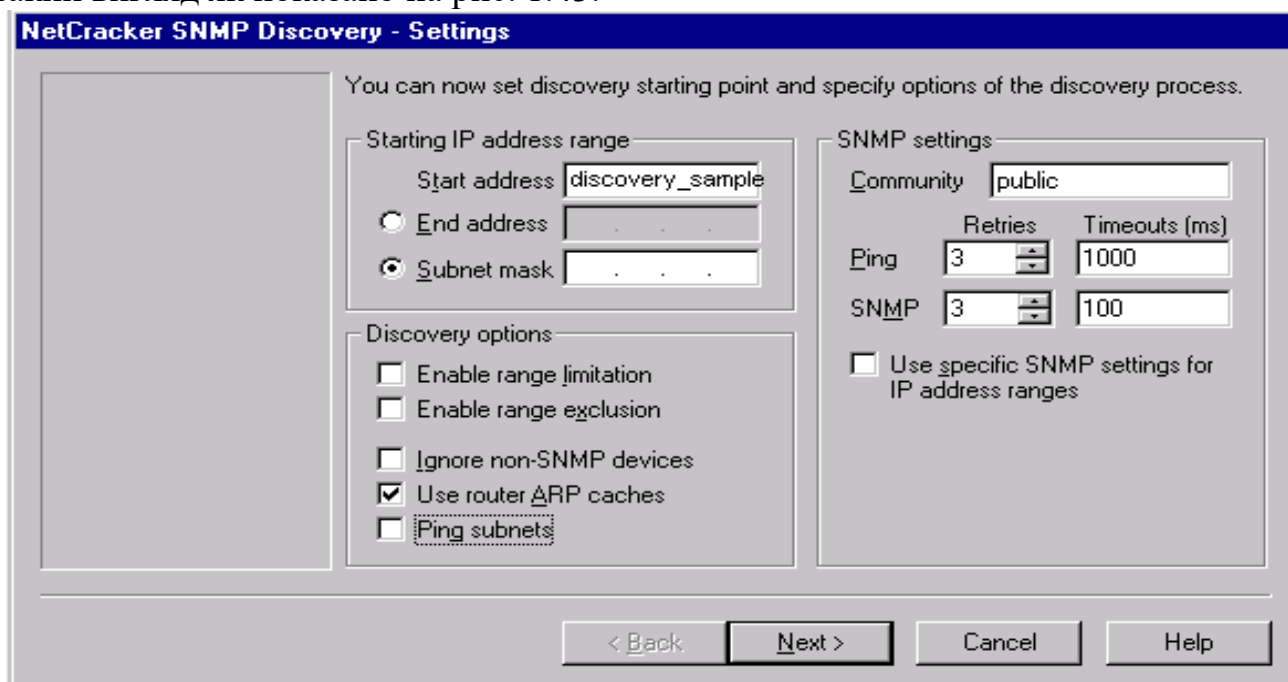 NetCracker SNMP Discovery - Settings
You can now set discovery starting point and specify options of the discovery process.
Starting IP address range
Start address discovery_sample
End address . . .
Subnet mask . . .
Discovery options
Enable range limitation
Enable range exclusion
Ignore non-SNMP devices
Use router ARP caches
Ping subnets
SNMP settings
Community public
Retries Timeouts (ms)
Ping 3 1000
SNMP 3 100
Use specific SNMP settings for
IP address ranges
< Back Next > Cancel Help